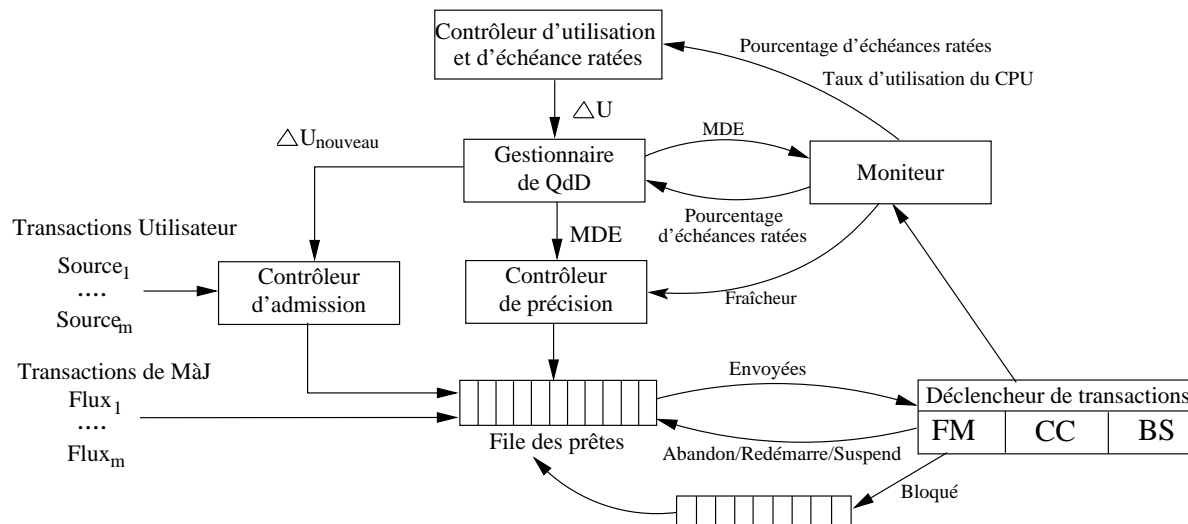 Contrôleur d'utilisation
et d'échéance ratées
Pourcentage d'échéances ratées
Taux d'utilisation du CPU
△U
△Unouveau
MDE
Gestionnaire
de QdD
Moniteur
Pourcentage
d'échéances ratées
Transactions Utilisateur
MDE
Source1
....
Sourcem
Contrôleur
d'admission
Contrôleur
de précision
Fraîcheur
Transactions de MàJ
Flux1
....
Fluxm
Envoyées
Déclencheur de transactions
FM
CC
BS
File des prêtes
Abandon/Redémarre/Suspend
Bloqué